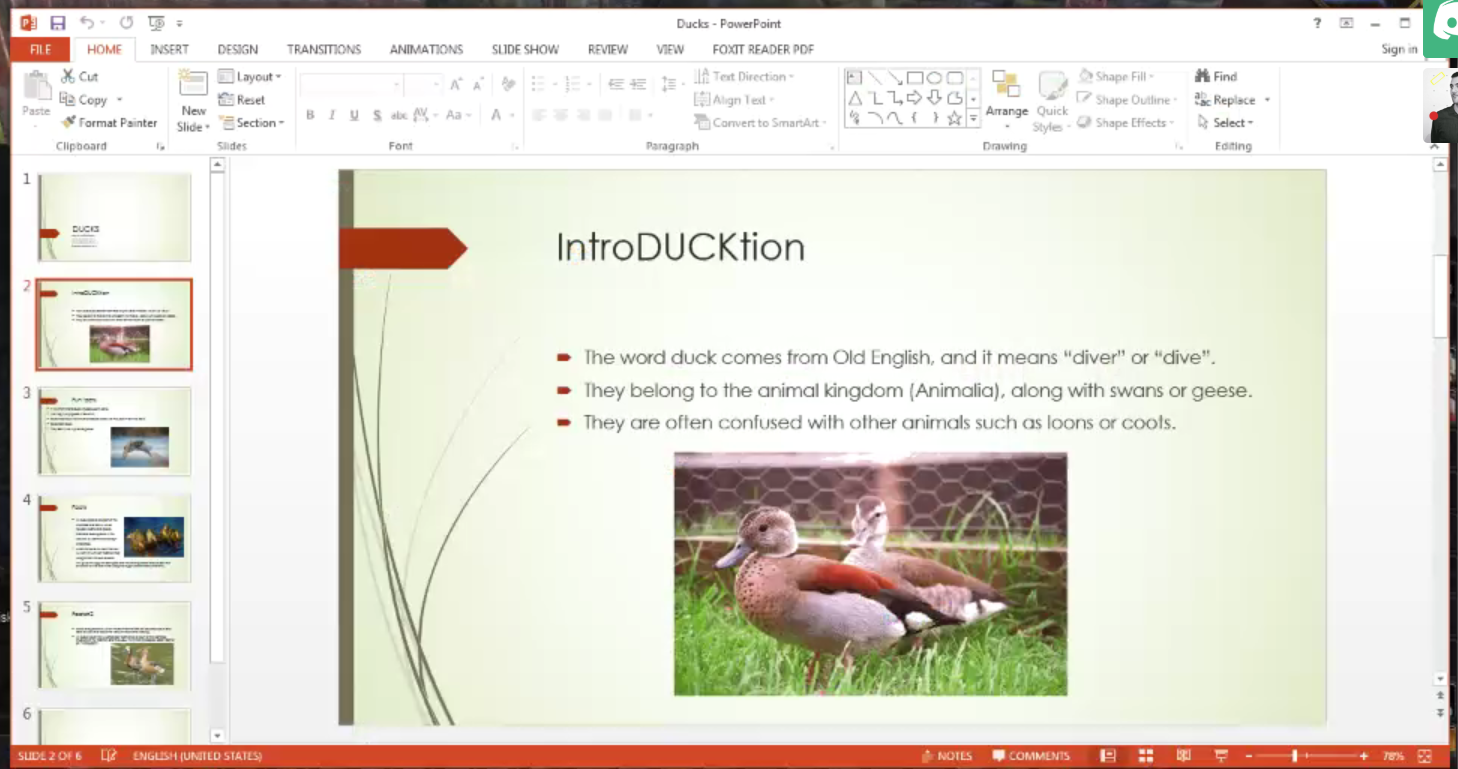 Ducks - PowerPoint
?
Sign in
FILE HOME INSERT DESIGN TRANSITIONS ANIMATIONS SLIDE SHOW REVIEW VIEW FOXIT READER PDF
Paste
Cut
Copy
Format Painter
Clipboard
New
Slide
Layout
Reset
Section
Slides
B I U S abc AV Aa A
Font
Text Direction
Align Text
Convert to SmartArt
Paragraph
Arrange
Quick
Styles
Shape Fill
Shape Outline
Shape Effects
Drawing
Find
Replace
Select
Editing
1
DUCKS
2
IntroDUCKtion
3
Fun facts
4
5
6
IntroDUCKtion
The word duck comes from Old English, and it means “diver” or “dive”.
They belong to the animal kingdom (Animalia), along with swans or geese.
They are often confused with other animals such as loons or coots.
SLIDE 2 OF 6 ENGLISH (UNITED STATES) NOTES COMMENTS 78%